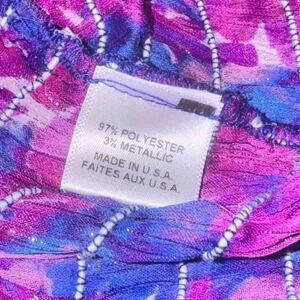 97% POLYESTER
3% METALLIC
MADE IN U.S.A.
FAITES AUX U.S.A.